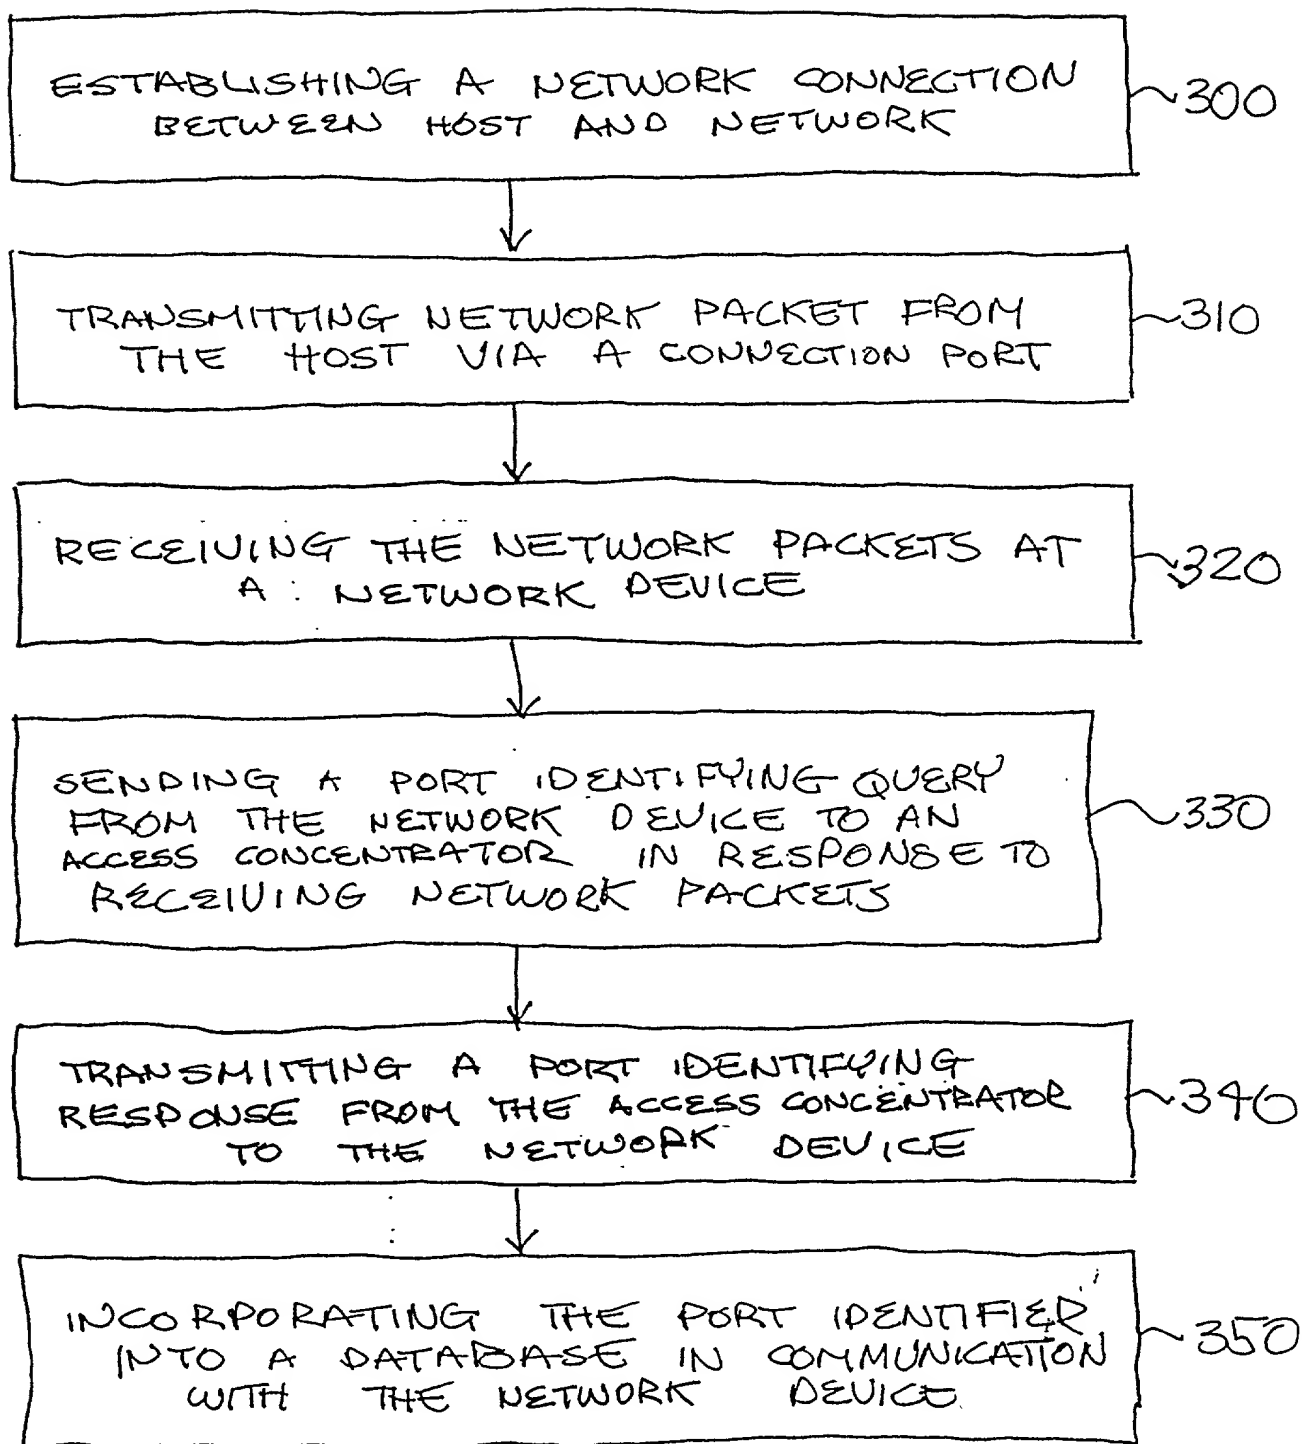 ESTABLISHING A NETWORK CONNECTION
BETWEEN HOST AND NETWORK
300
TRANSMITTING NETWORK PACKET FROM
THE HOST VIA A CONNECTION PORT
310
RECEIVING THE NETWORK PACKETS AT
A NETWORK DEVICE
320
SENDING A PORT IDENTIFYING QUERY
FROM THE NETWORK DEVICE TO AN
ACCESS CONCENTRATOR IN RESPONSE TO
RECEIVING NETWORK PACKETS
330
TRANSMITTING A PORT IDENTIFYING
RESPONSE FROM THE ACCESS CONCENTRATOR
TO THE NETWORK DEVICE
340
INCORPORATING THE PORT IDENTIFIER
INTO A DATABASE IN COMMUNICATION
WITH THE NETWORK DEVICE.
350